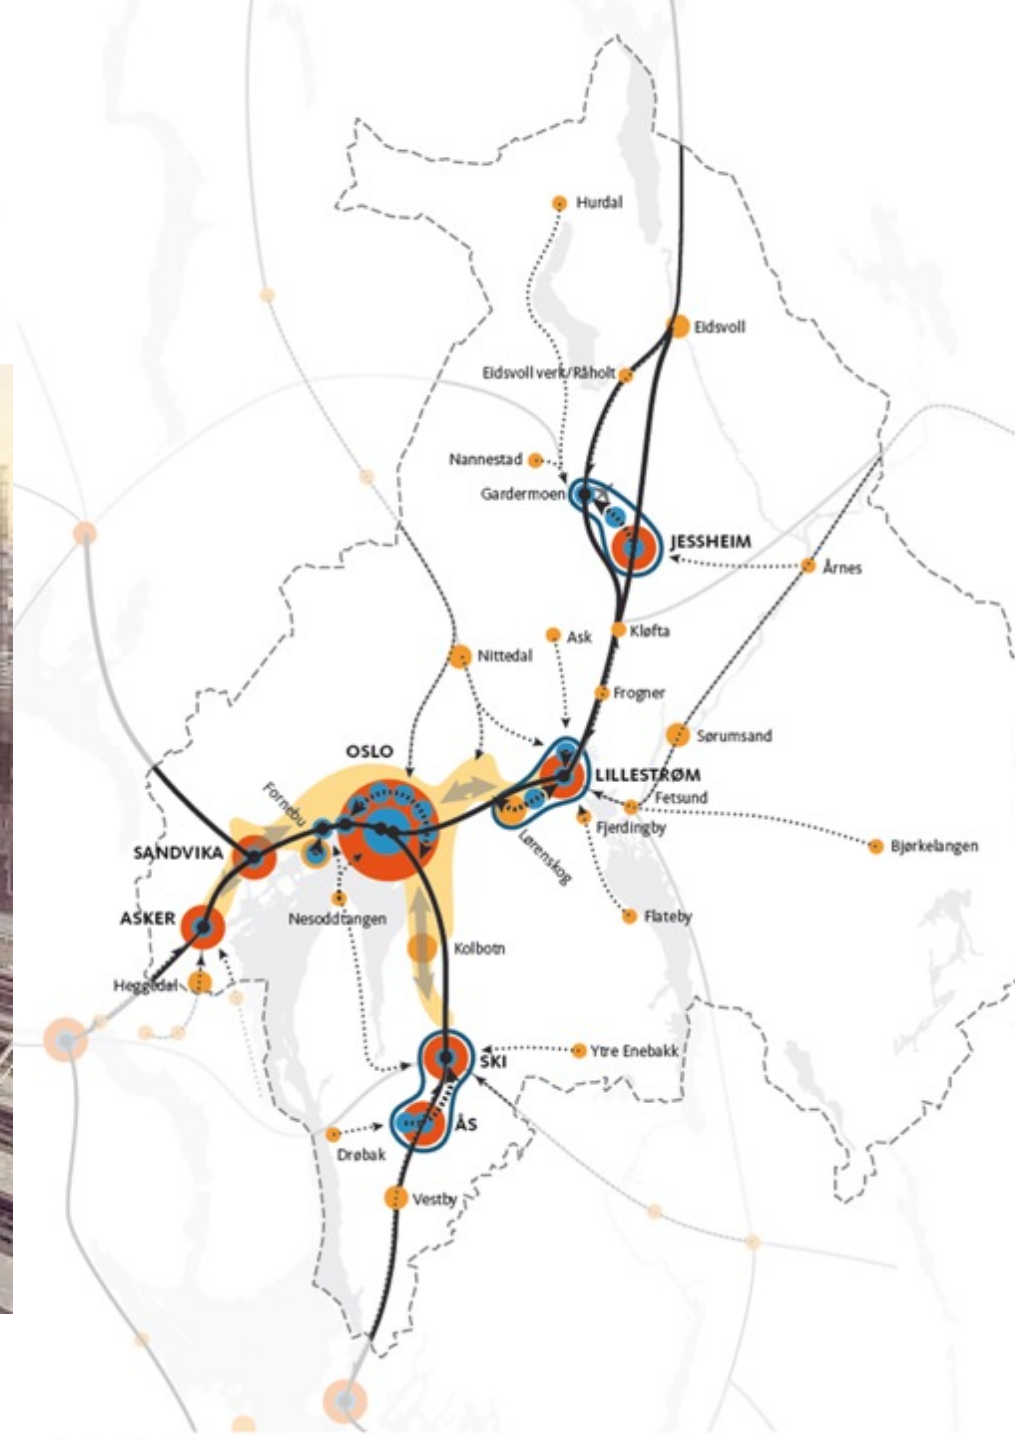 Hurdal
Eidsvoll
Eidsvoll verk/Råholt
Nannestad
Gardermoen
JESSHEIM
Årnes
Kløfta
Ask
Nittedal
Frogner
Sørumsand
OSLO
LILLESTRØM
Fetsund
Fornebu
Fjerdingby
Lørenskog
Bjørkelangen
SANDVIKA
ASKER
Nesoddtangen
Flateby
Kolbotn
Heggedal
Ytre Enebakk
SKI
ÅS
Drøbak
Vestby